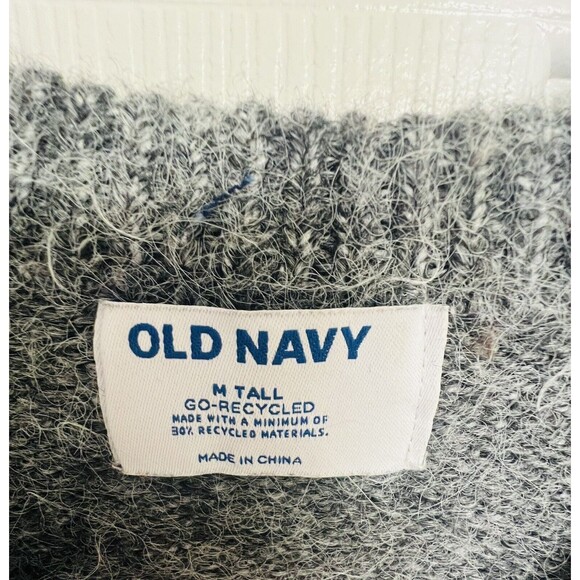 OLD NAVY
M TALL
GO-RECYCLED
MADE WITH A MINIMUM OF
30% RECYCLED MATERIALS.
MADE IN CHINA